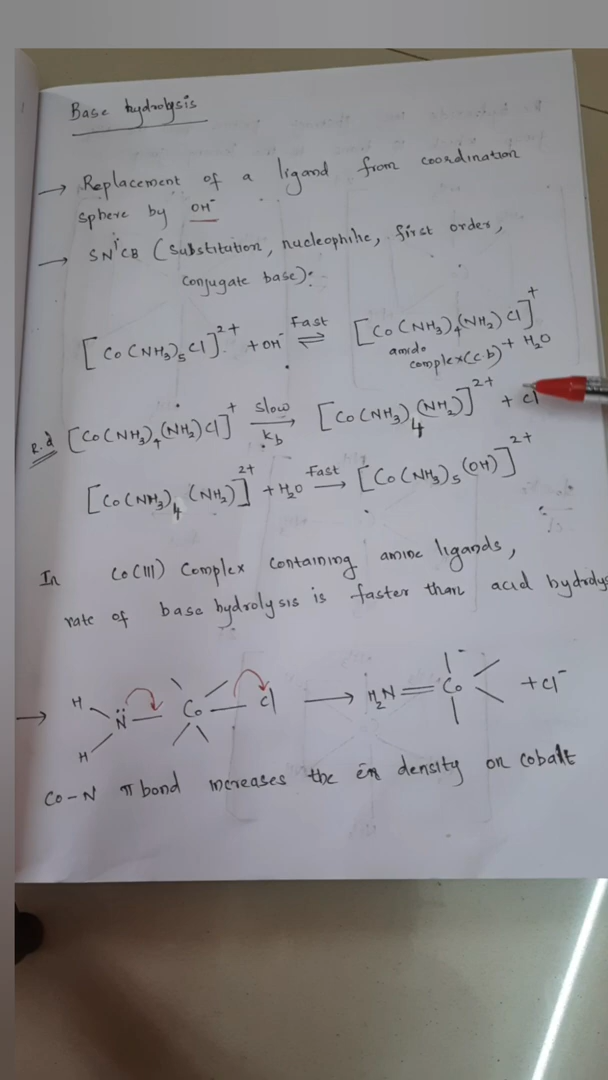 Base hydrolysis
→ Replacement of a ligand from coordination
sphere by OH⁻
→ SN¹CB (substitution, nucleophilic, first order,
conjugate base):
[Co(NH₃)₅Cl]²⁺ + OH⁻ Fast ⇌ [Co(NH₃)₄(NH₂)Cl]⁺
amido
complex(c.b) + H₂O
R.d [Co(NH₃)₄(NH₂)Cl]⁺ slow → k_b [Co(NH₃)₄(NH₂)]²⁺ + Cl⁻
[Co(NH₃)₄(NH₂)]²⁺ + H₂O Fast → [Co(NH₃)₅(OH)]²⁺
In Co(III) complex containing amine ligands,
rate of base hydrolysis is faster than acid hydrolys
→ H H N̈ — Co — Cl → H₂N = Co + Cl⁻
Co-N π bond increases the density on cobalt